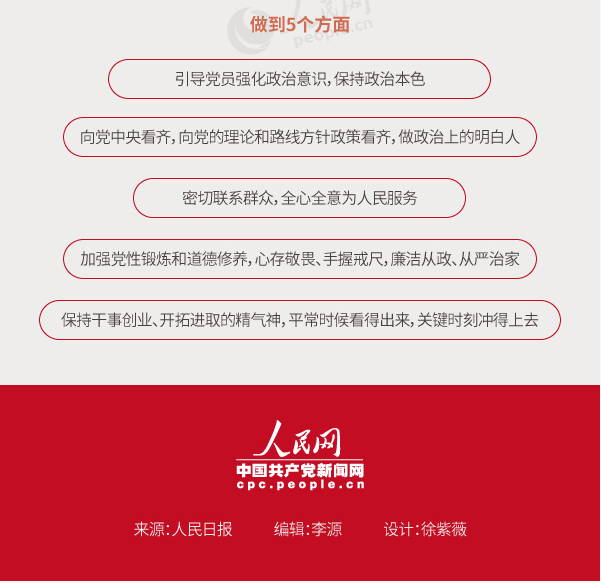 人民网
people.cn
做到5个方面
引导党员强化政治意识，保持政治本色
向党中央看齐，向党的理论和路线方针政策看齐，做政治上的明白人
密切联系群众，全心全意为人民服务
加强党性锻炼和道德修养，心存敬畏、手握戒尺，廉洁从政、从严治家
保持干事创业、开拓进取的精气神，平常时候看得出来，关键时刻冲得上去
人民网
中国共产党新闻网
cpc.people.com.cn
来源：人民日报 编辑：李源 设计：徐紫薇